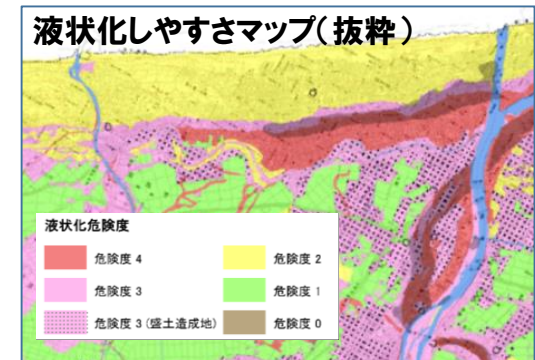 液状化しやすさマップ(抜粋)
液状化危険度
危険度 4
危険度 2
危険度 3
危険度 1
危険度 3 (盛土造成地)
危険度 0